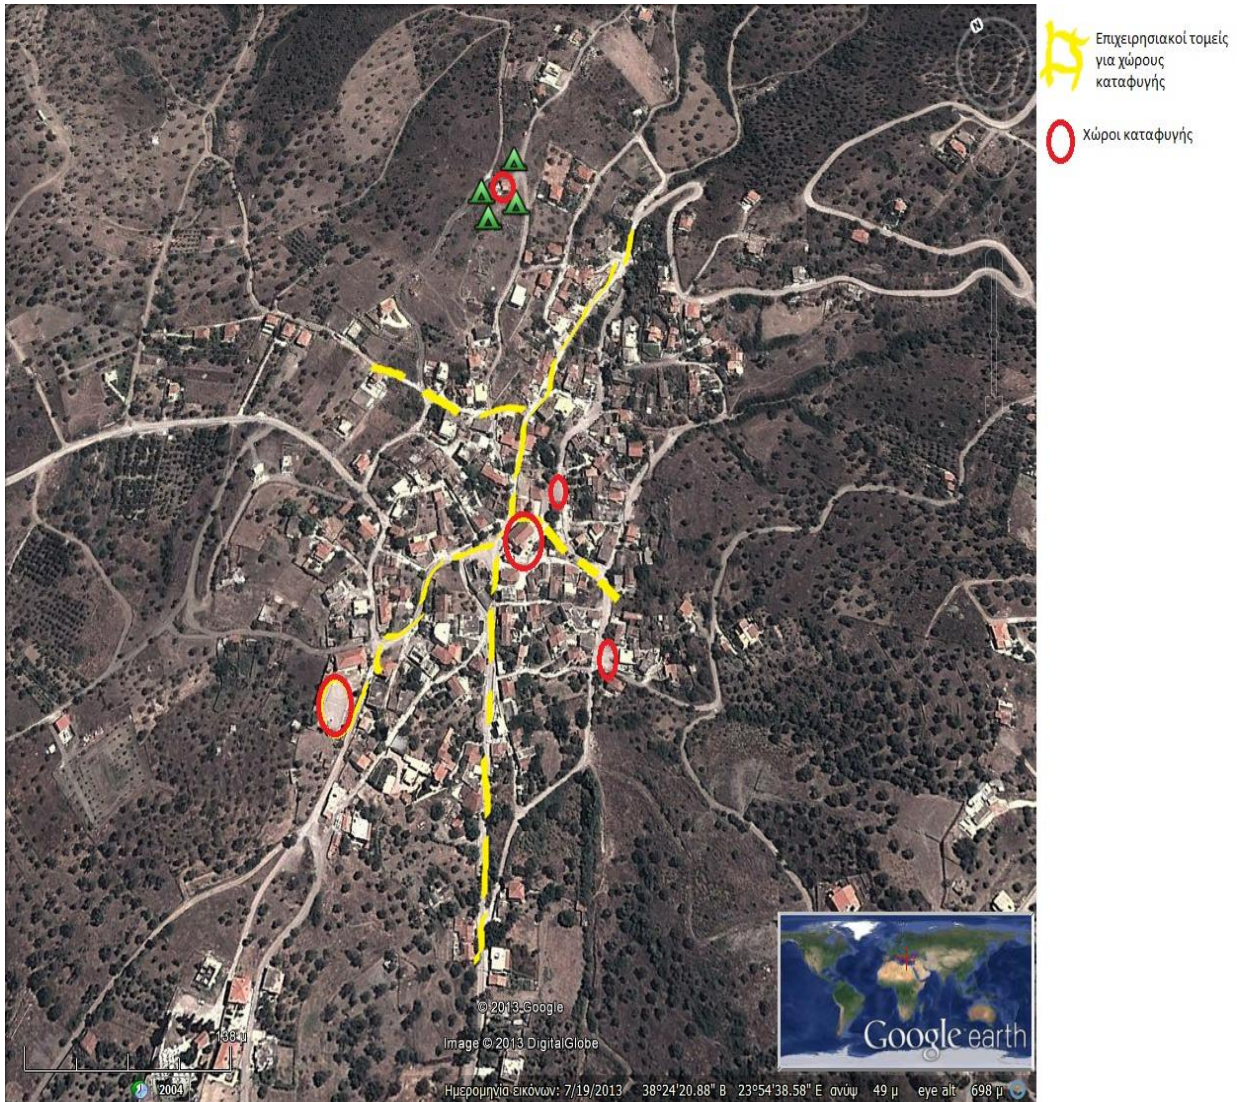 N
Επιχειρησιακοί τομείς
για χώρους
καταφυγής
Χώροι καταφυγής
© 2013 Google
Image © 2013 DigitalGlobe
Google earth
138 μ
2004
Ημερομηνία εικόνων: 7/19/2013 38°24'20.88" Β 23°54'38.58" Ε ανύψ 49 μ eye alt 698 μ